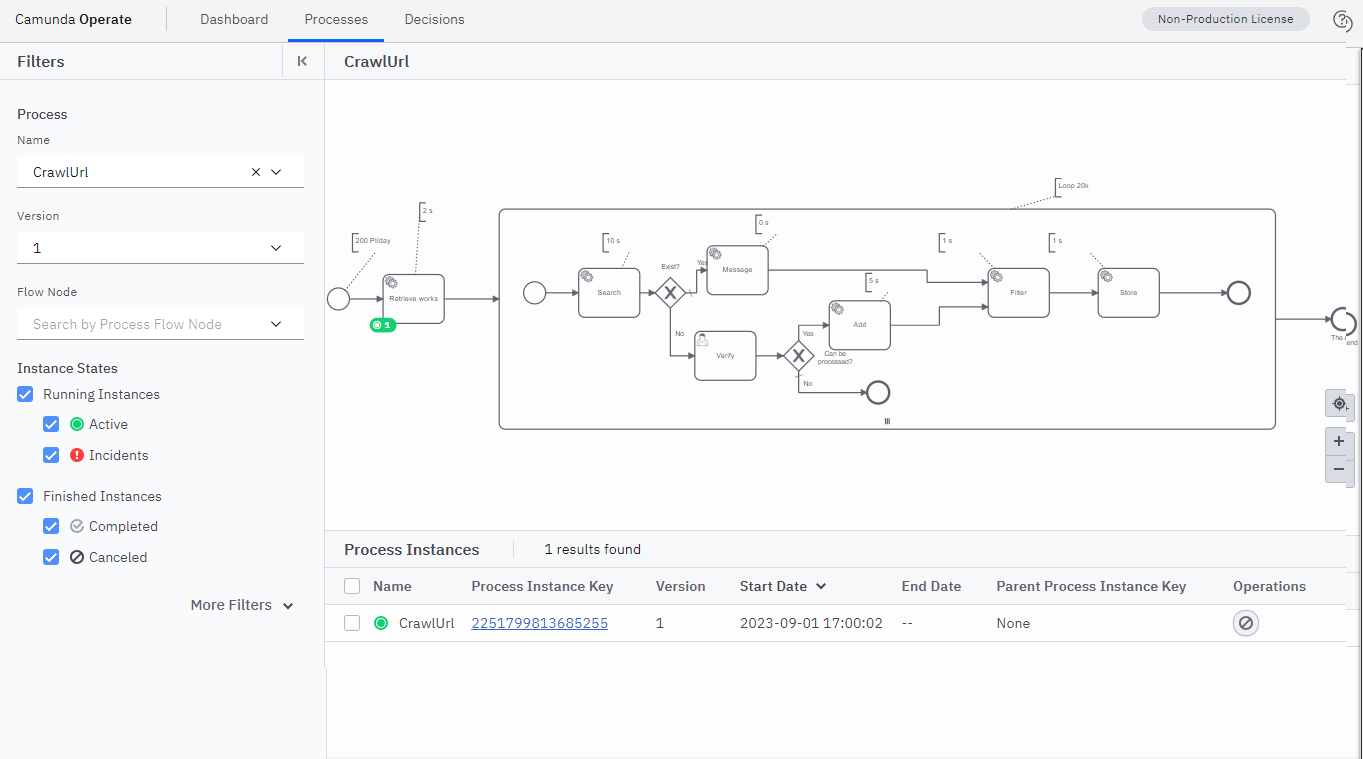 Camunda Operate
Dashboard
Processes
Decisions
Non-Production License
Filters
CrawlUrl
Process
Name
CrawlUrl
Version
1
Flow Node
Search by Process Flow Node
Instance States
Running Instances
Active
Incidents
Finished Instances
Completed
Canceled
More Filters
Loop 20k
2 s
200 PI/day
Retrieve works
1
10 s
Search
Exist?
Yes
No
0 s
Message
5 s
Add
Verify
Yes
Can be
processed?
No
1 s
Filter
1 s
Store
The
end
Process Instances
1 results found
Name
Process Instance Key
Version
Start Date
End Date
Parent Process Instance Key
Operations
CrawlUrl
2251799813685255
1
2023-09-01 17:00:02
--
None